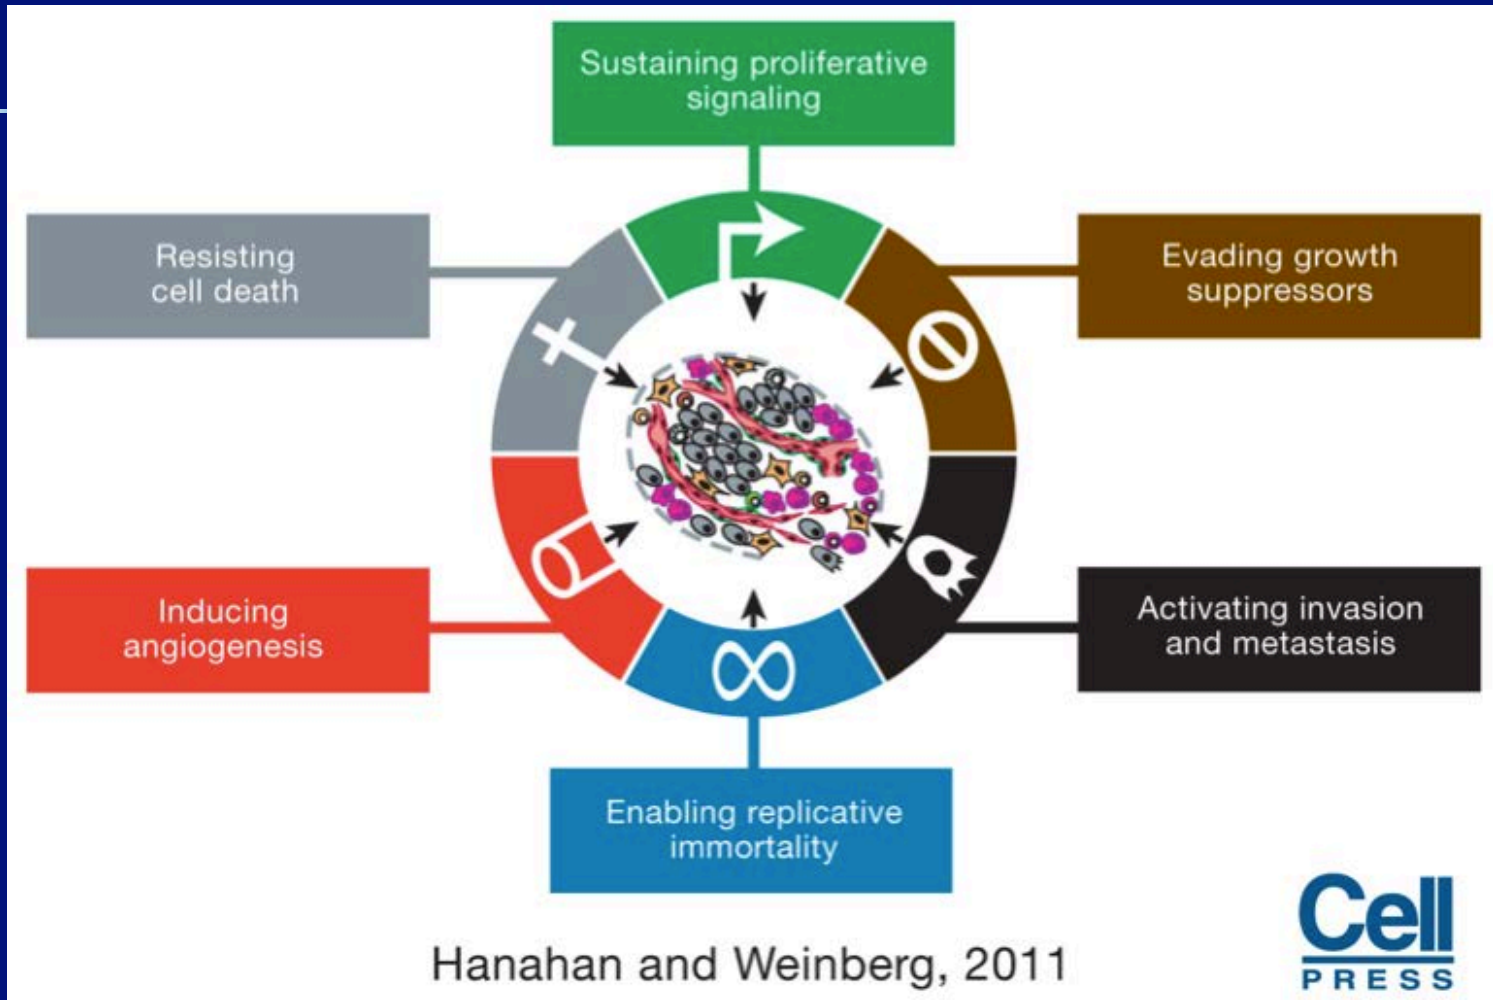 Sustaining proliferative
signaling
Resisting
cell death
Evading growth
suppressors
Inducing
angiogenesis
Activating invasion
and metastasis
Enabling replicative
immortality
Hanahan and Weinberg, 2011
Cell
PRESS